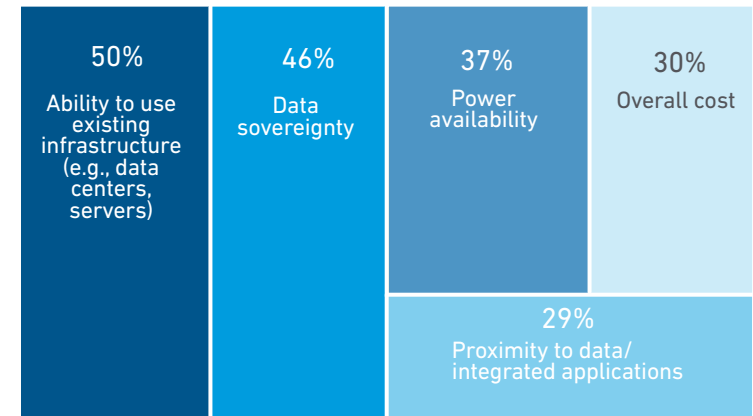 50%
Ability to use
existing
infrastructure
(e.g., data
centers,
servers)
46%
Data
sovereignty
37%
Power
availability
30%
Overall cost
29%
Proximity to data/
integrated applications